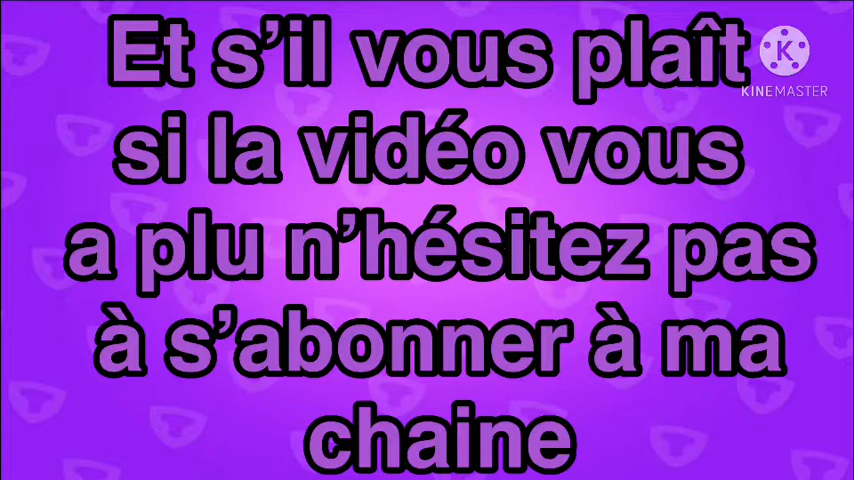 Et s’il vous plaît
KINEMASTER
si la vidéo vous
a plu n’hésitez pas
à s’abonner à ma
chaine